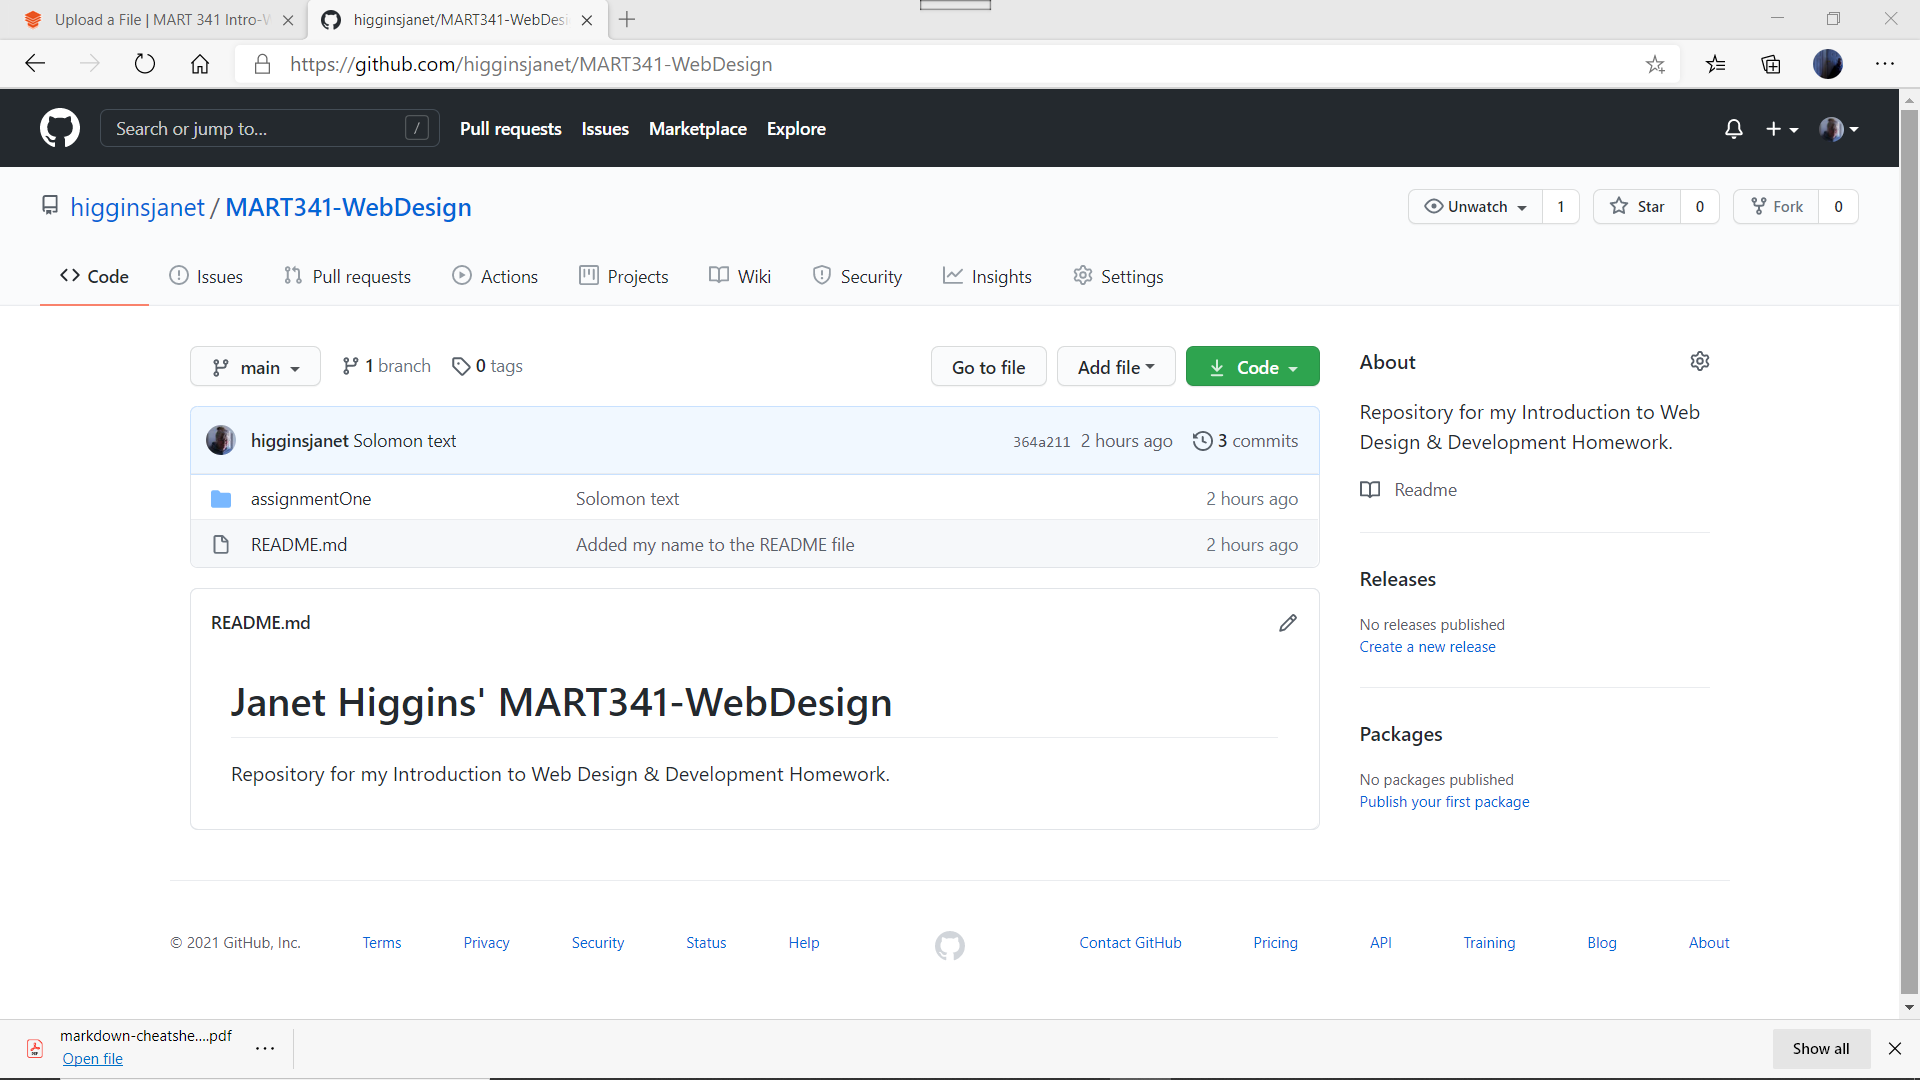 Upload a File | MART 341 Intro-W
higginsjanet/MART341-WebDesi
https://github.com/higginsjanet/MART341-WebDesign
Search or jump to... /
Pull requests Issues Marketplace Explore
higginsjanet / MART341-WebDesign
Unwatch 1 Star 0 Fork 0
Code Issues Pull requests Actions Projects Wiki Security Insights Settings
main 1 branch 0 tags Go to file Add file Code
higginsjanet Solomon text 364a211 2 hours ago 3 commits
assignmentOne Solomon text 2 hours ago
README.md Added my name to the README file 2 hours ago
README.md
Janet Higgins' MART341-WebDesign
Repository for my Introduction to Web Design & Development Homework.
About
Repository for my Introduction to Web
Design & Development Homework.
Readme
Releases
No releases published
Create a new release
Packages
No packages published
Publish your first package
© 2021 GitHub, Inc. Terms Privacy Security Status Help Contact GitHub Pricing API Training Blog About
markdown-cheatshe....pdf
Open file
Show all